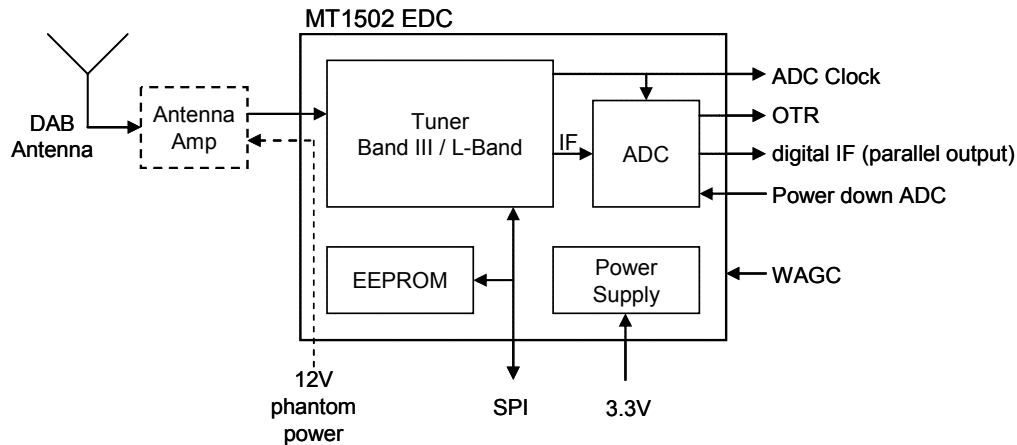 MT1502 EDC
DAB
Antenna
Antenna
Amp
Tuner
Band III / L-Band
IF
ADC
ADC Clock
OTR
digital IF (parallel output)
Power down ADC
EEPROM
Power
Supply
WAGC
12V
phantom
power
SPI
3.3V